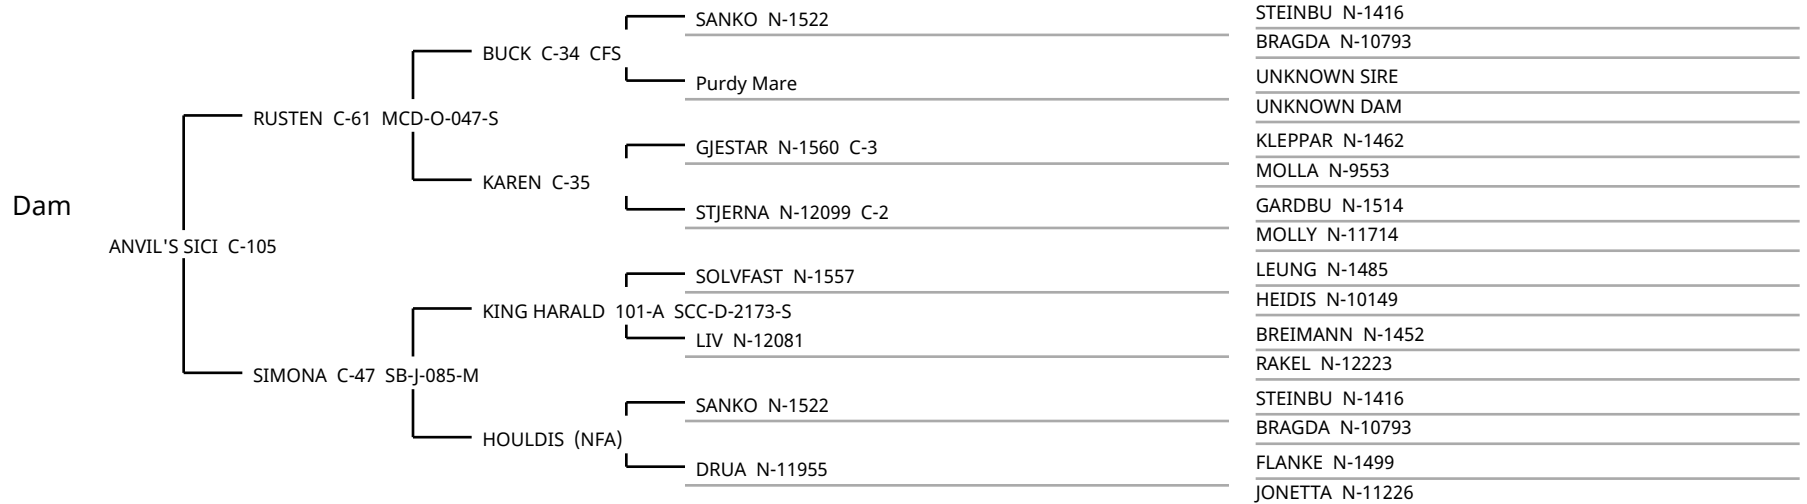 SANKO N-1522
STEINBU N-1416
BRAGDA N-10793
BUCK C-34 CFS
Purdy Mare
UNKNOWN SIRE
UNKNOWN DAM
RUSTEN C-61 MCD-O-047-S
GJESTAR N-1560 C-3
KLEPPAR N-1462
MOLLA N-9553
KAREN C-35
STJERNA N-12099 C-2
GARDBU N-1514
MOLLY N-11714
Dam
ANVIL'S SICI C-105
SOLVFAST N-1557
LEUNG N-1485
HEIDIS N-10149
KING HARALD 101-A SCC-D-2173-S
LIV N-12081
BREIMANN N-1452
RAKEL N-12223
SIMONA C-47 SB-J-085-M
SANKO N-1522
STEINBU N-1416
BRAGDA N-10793
HOULDIS (NFA)
DRUA N-11955
FLANKE N-1499
JONETTA N-11226